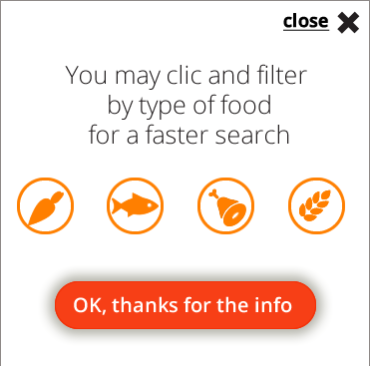 close
You may clic and filter
by type of food
for a faster search
OK, thanks for the info